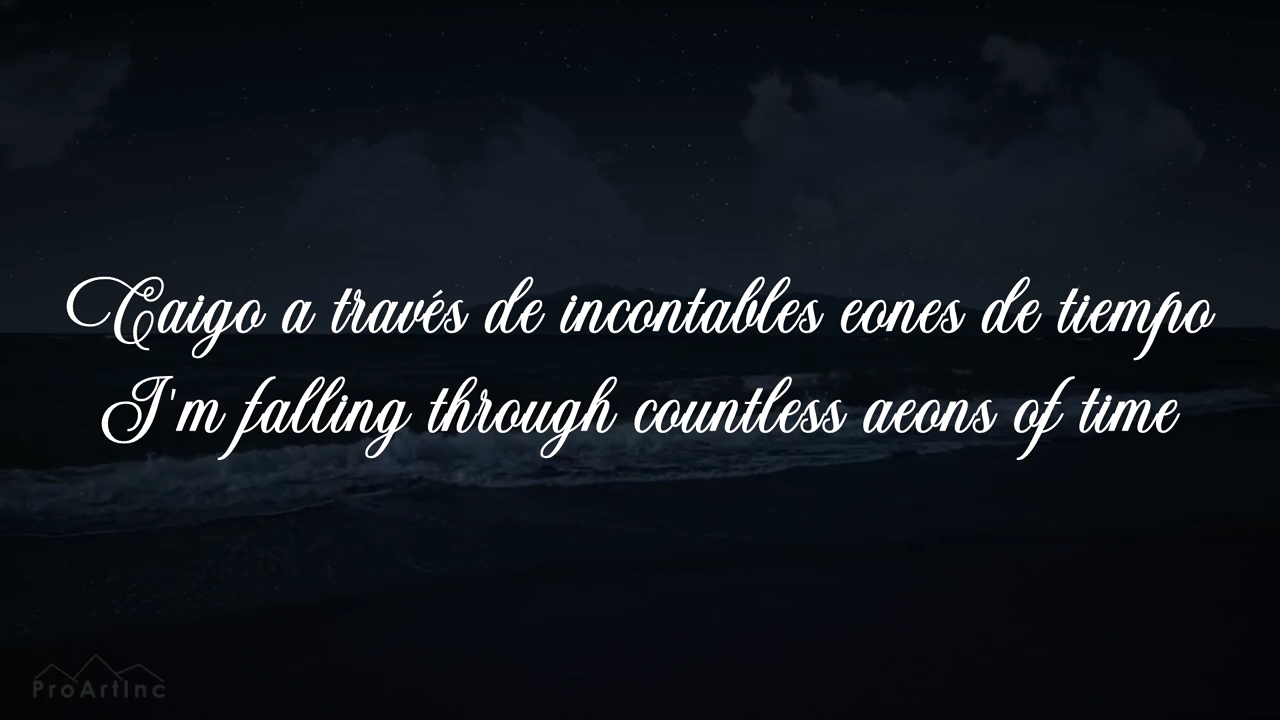 Caigo a través de incontables eones de tiempo
I'm falling through countless aeons of time
ProArtInc